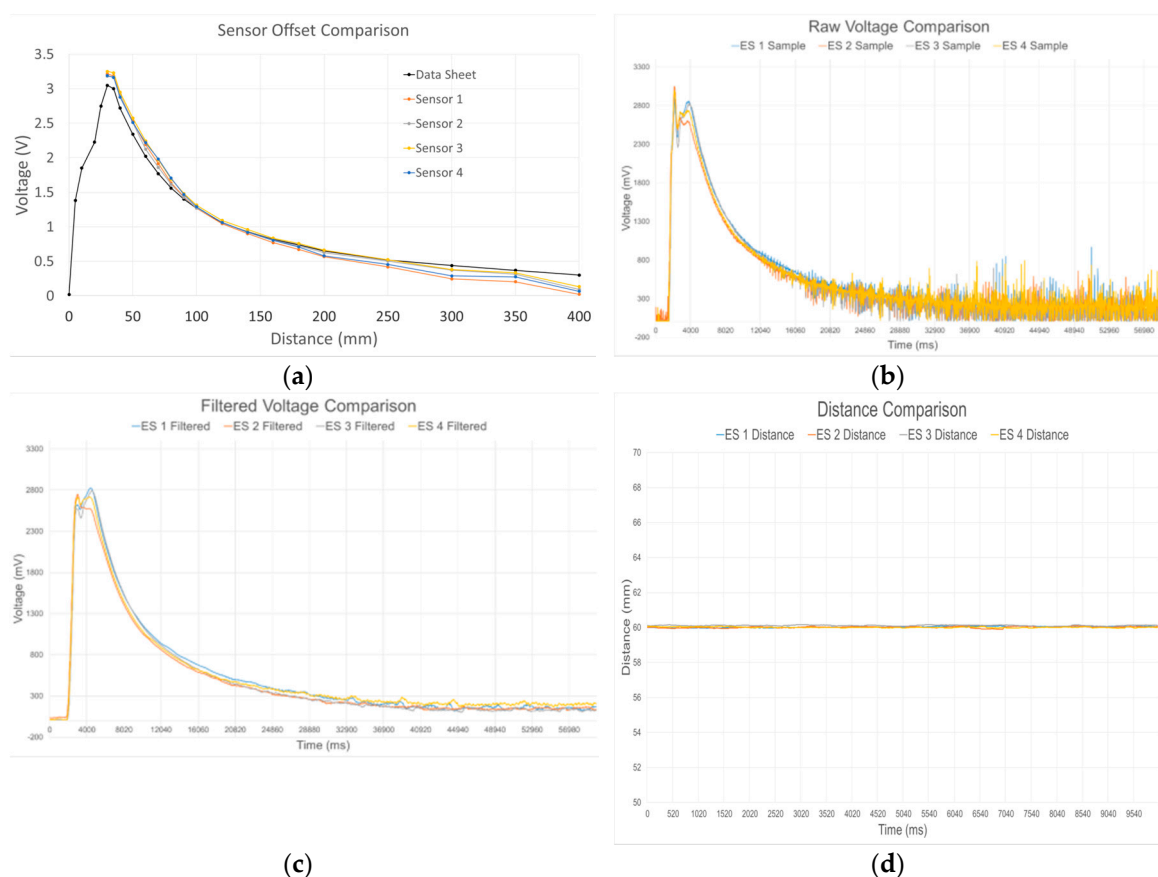 Sensor Offset Comparison
3.5
3
2.5
2
1.5
1
0.5
0
Voltage (V)
Data Sheet
Sensor 1
Sensor 2
Sensor 3
Sensor 4
0 50 100 150 200 250 300 350 400
Distance (mm)
(a)
Raw Voltage Comparison
ES 1 Sample ES 2 Sample ES 3 Sample ES 4 Sample
3300
2800
2300
1800
1300
800
300
-200
Voltage (mV)
0 4000 8020 12040 16060 20820 24860 28880 32900 36900 40920 44940 48940 52960 56980
Time (ms)
(b)
Filtered Voltage Comparison
ES 1 Filtered ES 2 Filtered ES 3 Filtered ES 4 Filtered
3300
2800
2300
1800
1300
800
300
-200
Voltage (mV)
0 4000 8020 12040 16060 20820 24860 28880 32900 36900 40920 44940 48940 52960 56980
Time (ms)
(c)
Distance Comparison
ES 1 Distance ES 2 Distance ES 3 Distance ES 4 Distance
70
68
66
64
62
60
58
56
54
52
50
Distance (mm)
0 520 1020 1520 2020 2520 3020 3520 4020 4520 5040 5540 6040 6540 7040 7540 8040 8540 9040 9540
Time (ms)
(d)